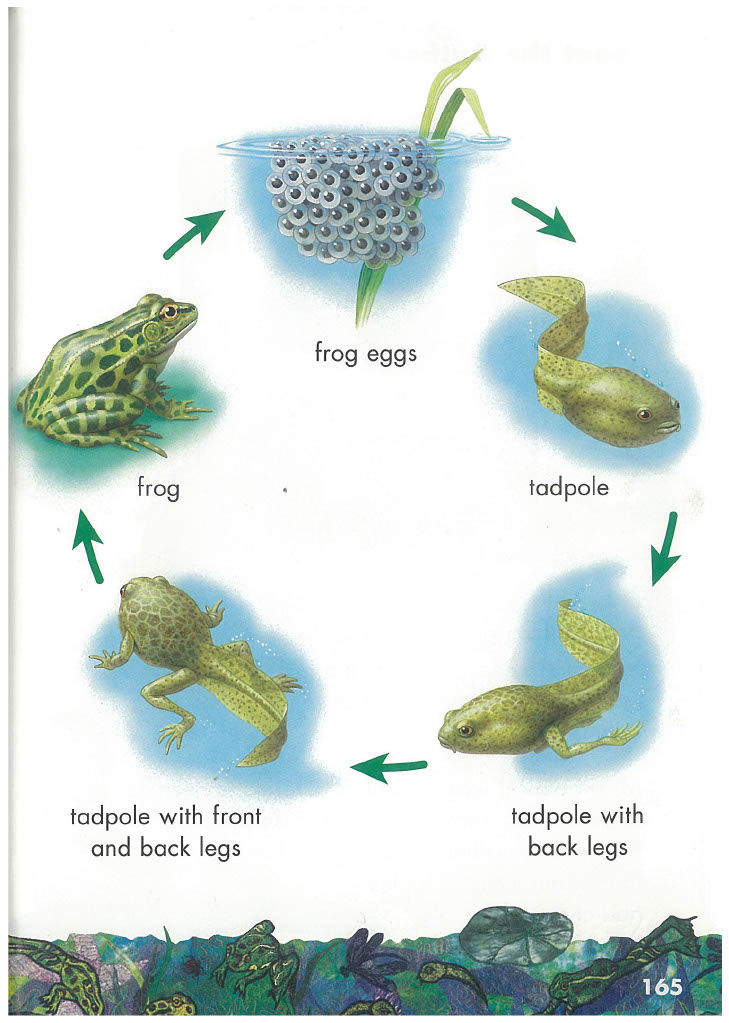 frog eggs
tadpole
tadpole with
back legs
tadpole with front
and back legs
frog
165